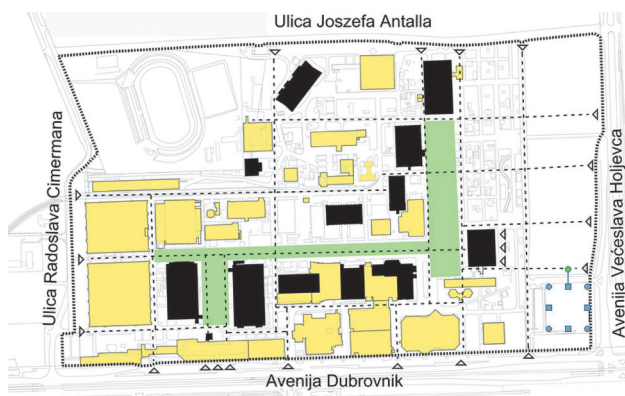 Ulica Joszefa Antalla
Ulica Radoslava Cimermana
Avenija Većeslava Holjevca
Avenija Dubrovnik